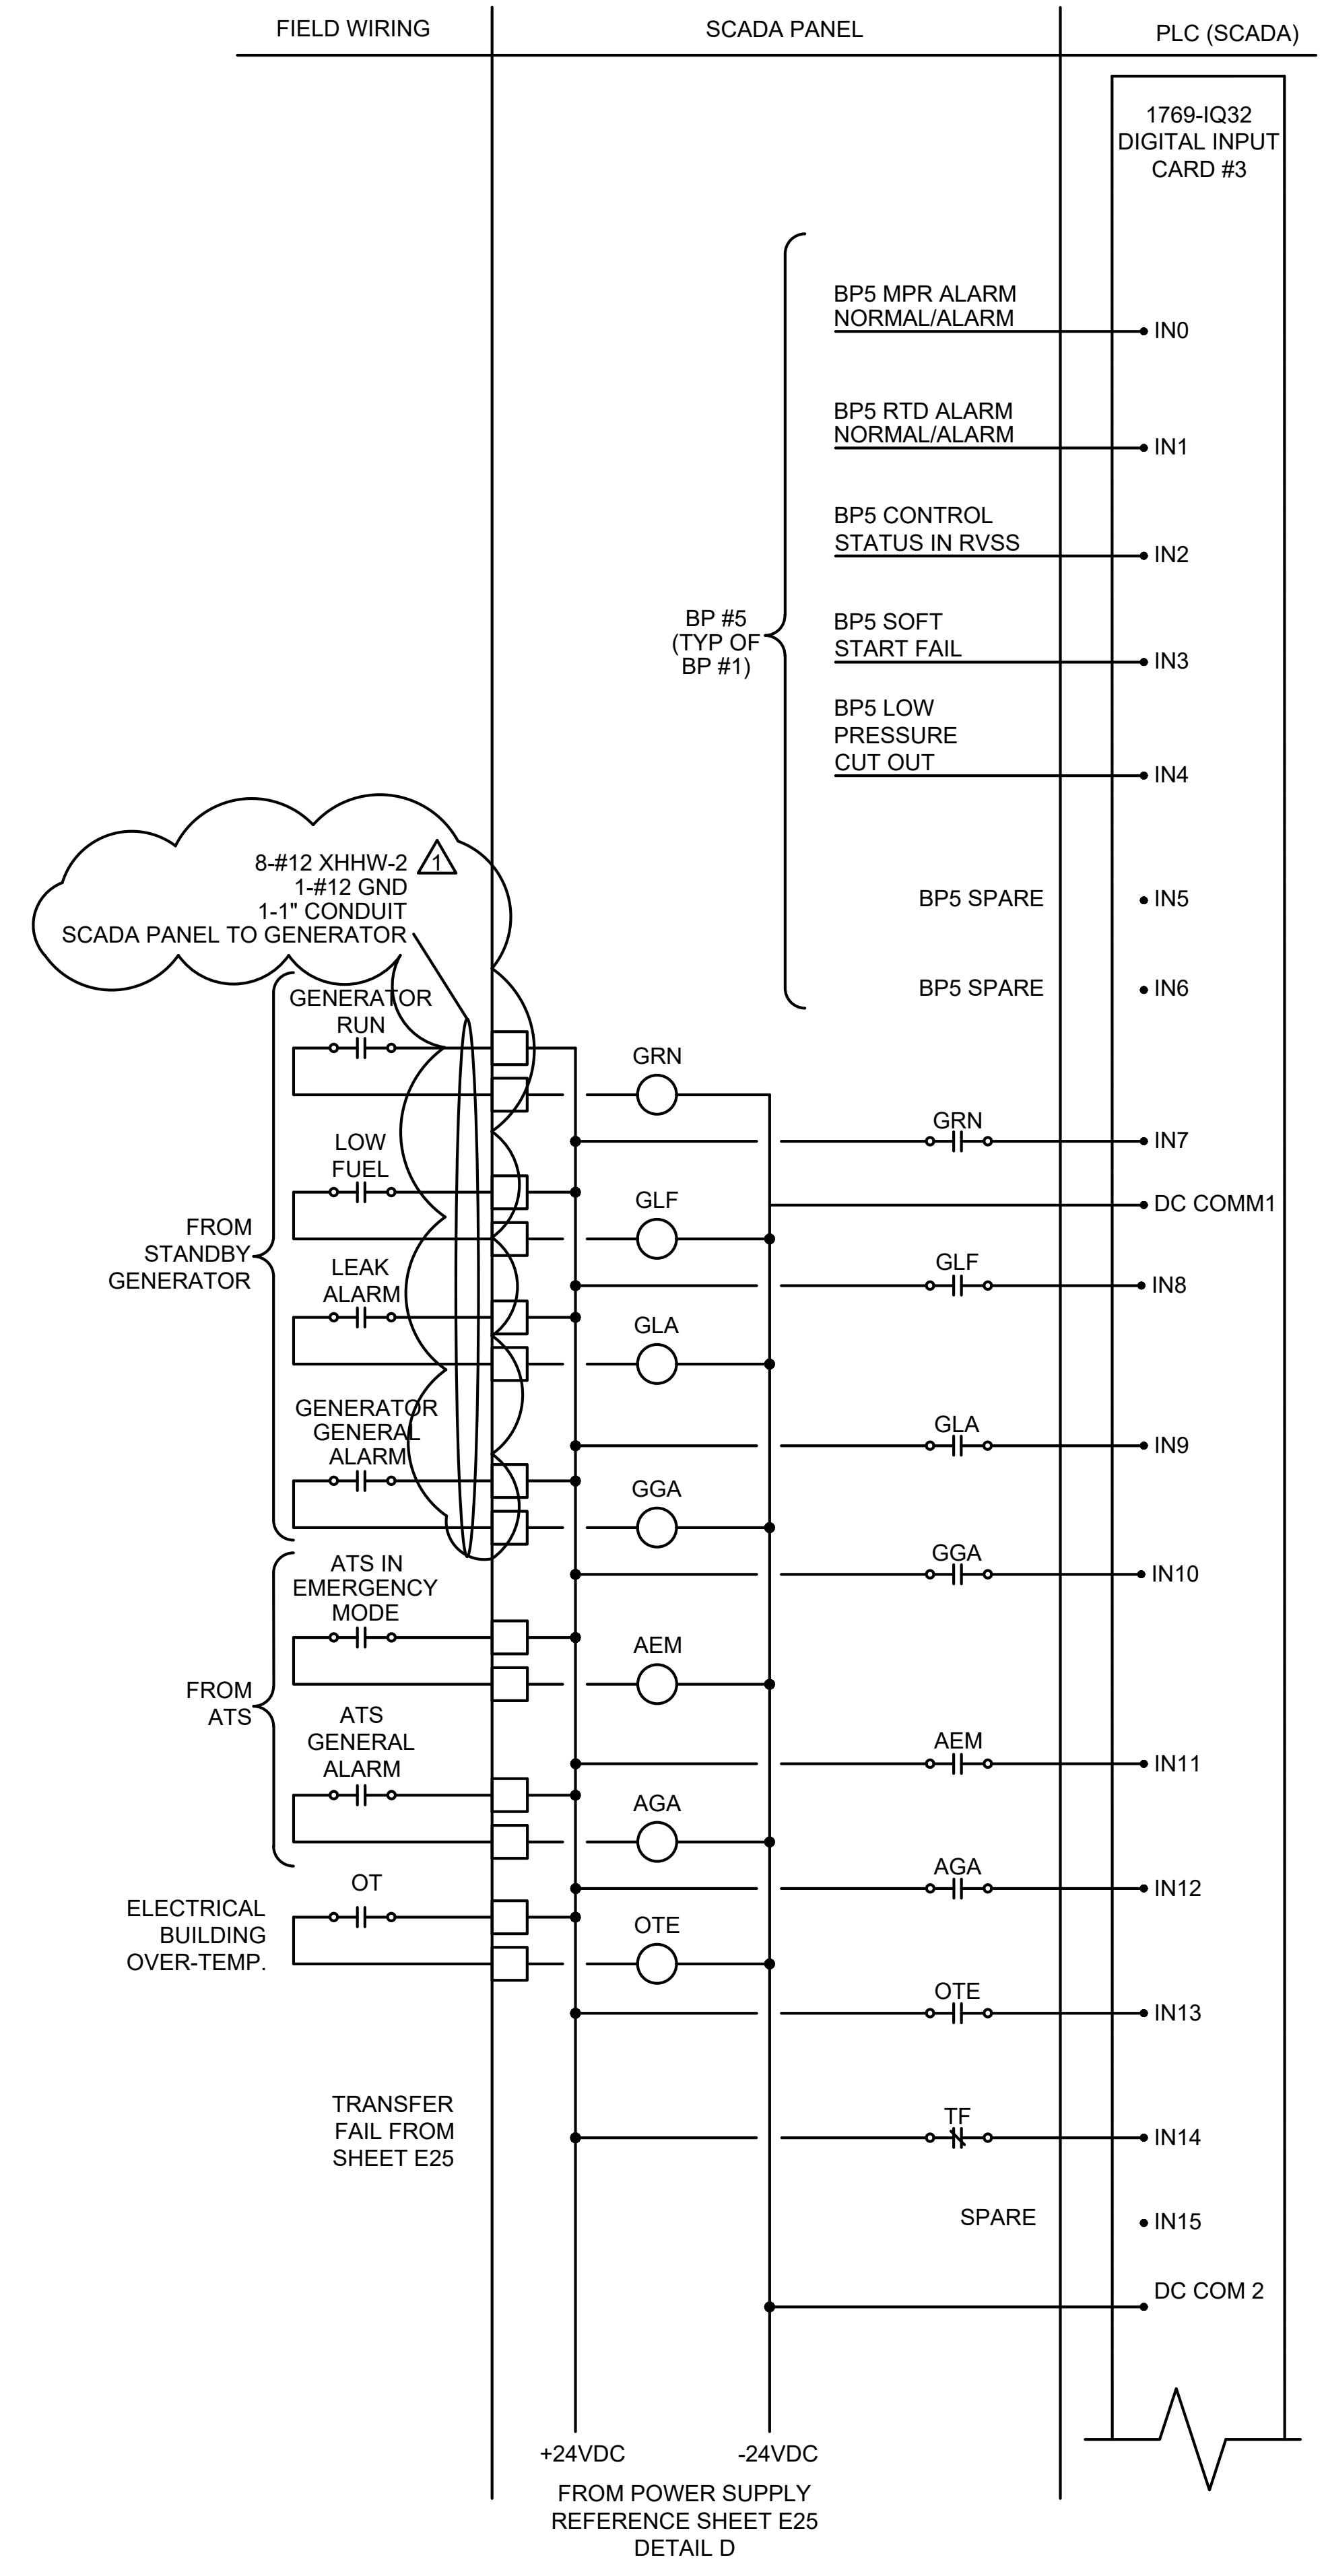 FIELD WIRING
SCADA PANEL
PLC (SCADA)
1769-IQ32
DIGITAL INPUT
CARD #3
BP5 MPR ALARM
NORMAL/ALARM
IN0
BP5 RTD ALARM
NORMAL/ALARM
IN1
BP5 CONTROL
STATUS IN RVSS
IN2
BP #5
(TYP OF
BP #1)
BP5 SOFT
START FAIL
IN3
BP5 LOW
PRESSURE
CUT OUT
IN4
8-#12 XHHW-2
1
1-#12 GND
1-1" CONDUIT
SCADA PANEL TO GENERATOR
BP5 SPARE
IN5
BP5 SPARE
IN6
GENERATOR
RUN
GRN
GRN
IN7
LOW
FUEL
GLF
DC COMM1
FROM
STANDBY
GENERATOR
LEAK
ALARM
GLF
IN8
GLA
GENERATOR
GENERAL
ALARM
GLA
IN9
GGA
GGA
IN10
ATS IN
EMERGENCY
MODE
AEM
FROM
ATS
ATS
GENERAL
ALARM
AEM
IN11
AGA
AGA
IN12
ELECTRICAL
BUILDING
OVER-TEMP.
OT
OTE
OTE
IN13
TRANSFER
FAIL FROM
SHEET E25
TF
IN14
SPARE
IN15
DC COM 2
+24VDC
-24VDC
FROM POWER SUPPLY
REFERENCE SHEET E25
DETAIL D